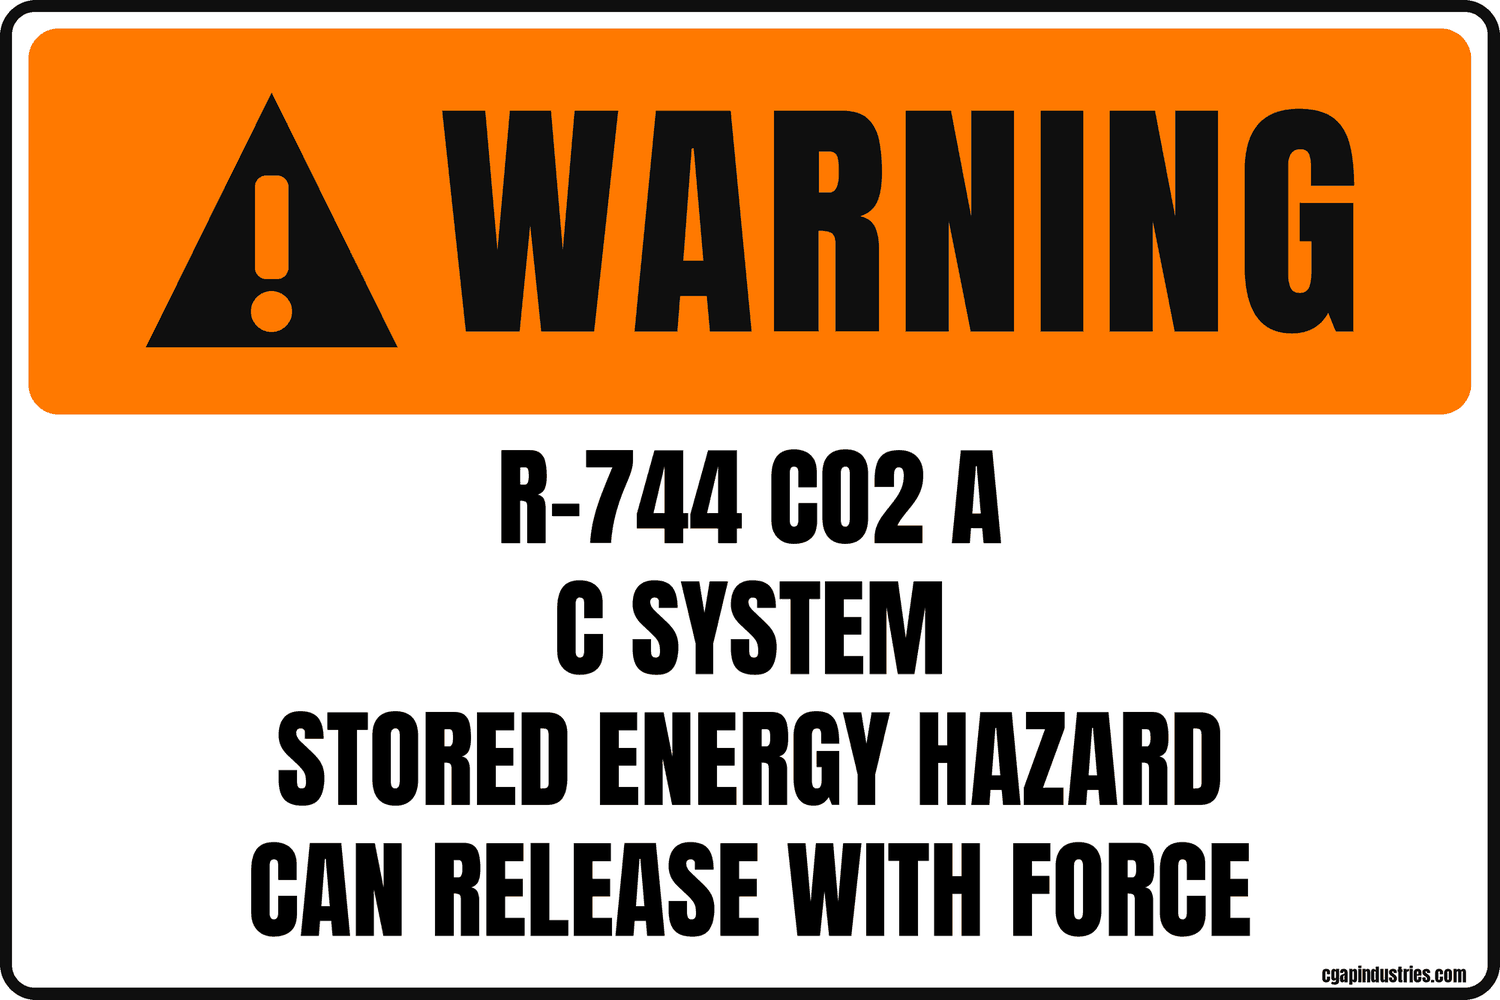 WARNING
R-744 CO2 A
C SYSTEM
STORED ENERGY HAZARD
CAN RELEASE WITH FORCE
cgapindustries.com